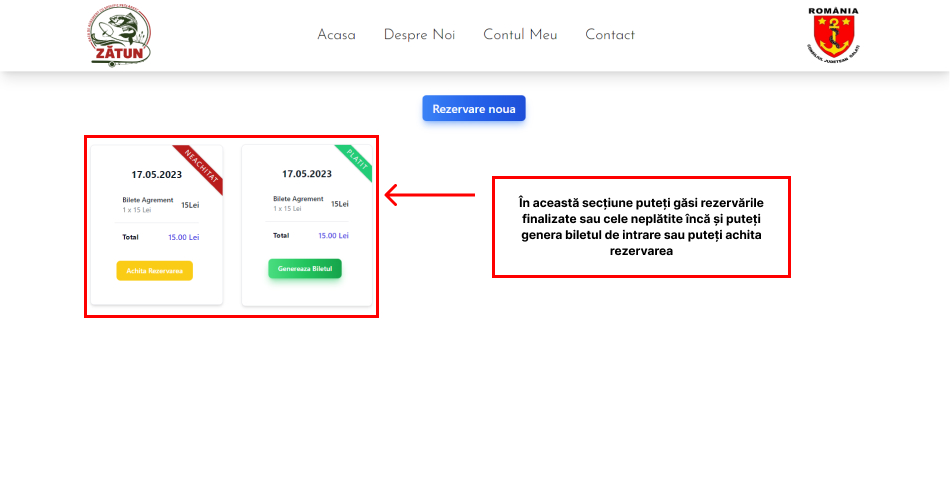 ZĂTUN
Acasa
Despre Noi
Contul Meu
Contact
ROMÂNIA
CONSILIUL JUDEȚEAN GALAȚI
Rezervare noua
NEACHITAT
17.05.2023
Bilete Agrement 15Lei
1 x 15 Lei
Total 15.00 Lei
Achita Rezervarea
PLATIT
17.05.2023
Bilete Agrement 15Lei
1 x 15 Lei
Total 15.00 Lei
Genereaza Biletul
În această secțiune puteți găsi rezervările
finalizate sau cele neplătite încă și puteți
genera biletul de intrare sau puteți achita
rezervarea